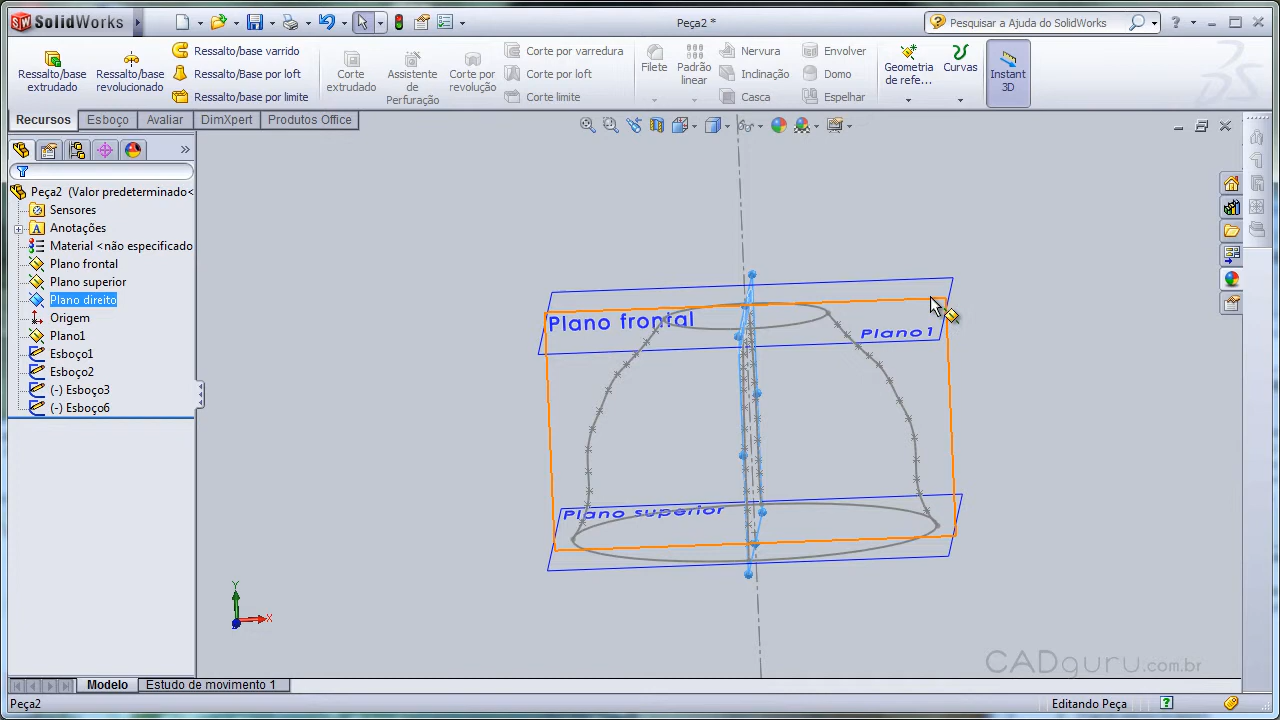 SolidWorks
Peça2 *
Pesquisar a Ajuda do SolidWorks
Ressalto/base extrudado
Ressalto/base revolucionado
Ressalto/base varrido
Ressalto/Base por loft
Ressalto/base por limite
Corte extrudado
Assistente de Perfuração
Corte por revolução
Corte por varredura
Corte por loft
Corte limite
Filete
Padrão linear
Nervura
Inclinação
Casca
Envolver
Domo
Espelhar
Geometria de refe...
Curvas
Instant 3D
Recursos
Esboço
Avaliar
DimXpert
Produtos Office
Peça2 (Valor predeterminado<
Sensores
Anotações
Material <não especificado
Plano frontal
Plano superior
Plano direito
Origem
Plano1
Esboço1
Esboço2
(-) Esboço3
(-) Esboço6
Plano frontal
Plano1
Plano superior
Y
X
CADguru.com.br
Modelo
Estudo de movimento 1
Peça2
Editando Peça